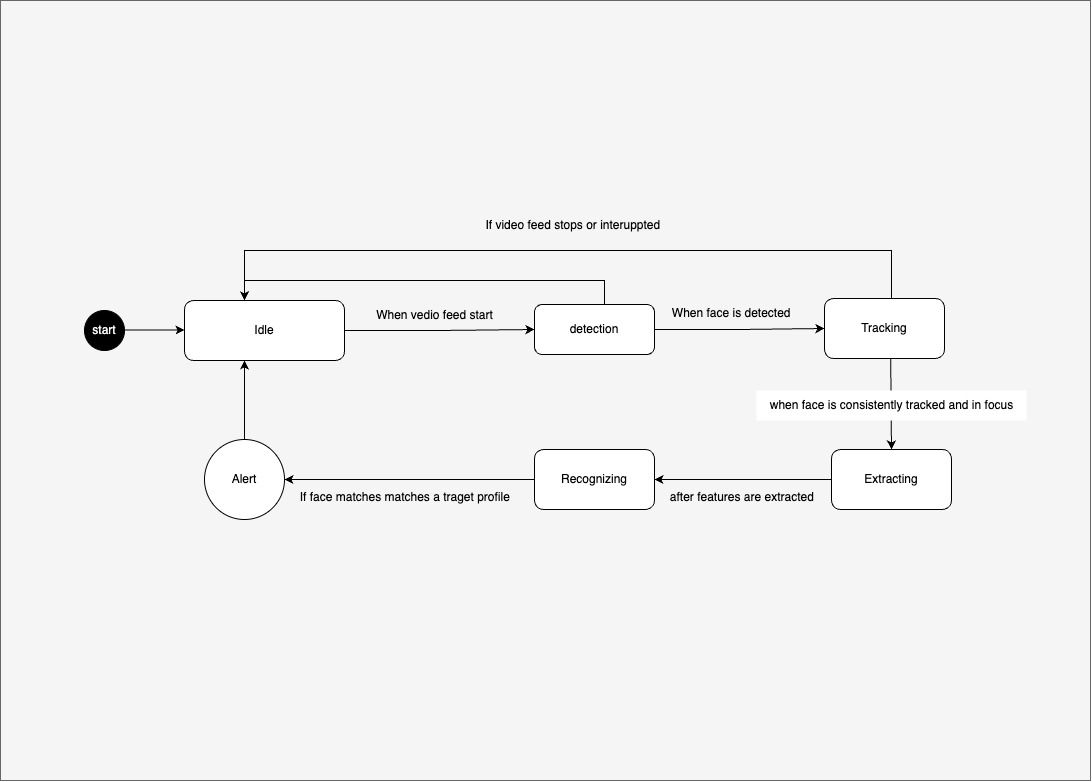 If video feed stops or interuppted
start
Idle
When vedio feed start
detection
When face is detected
Tracking
when face is consistently tracked and in focus
Alert
If face matches matches a traget profile
Recognizing
after features are extracted
Extracting